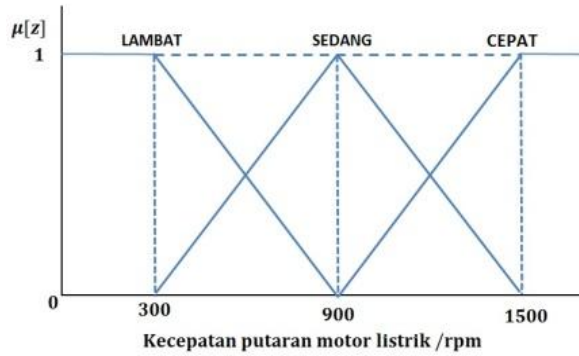 μ[z]
LAMBAT SEDANG CEPAT
1
0
300 900 1500
Kecepatan putaran motor listrik /rpm